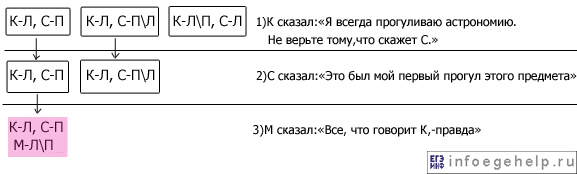 К-Л, С-П К-Л, С-П\Л К-Л\П, С-Л 1)К сказал:«Я всегда прогуливаю астрономию.
Не верьте тому,что скажет С.»
К-Л, С-П К-Л, С-П\Л 2)С сказал:«Это был мой первый прогул этого предмета»
К-Л, С-П
М-Л\П 3)М сказал:«Все, что говорит К,-правда»
ЕГЭ
ИНФ infoegehelp.ru